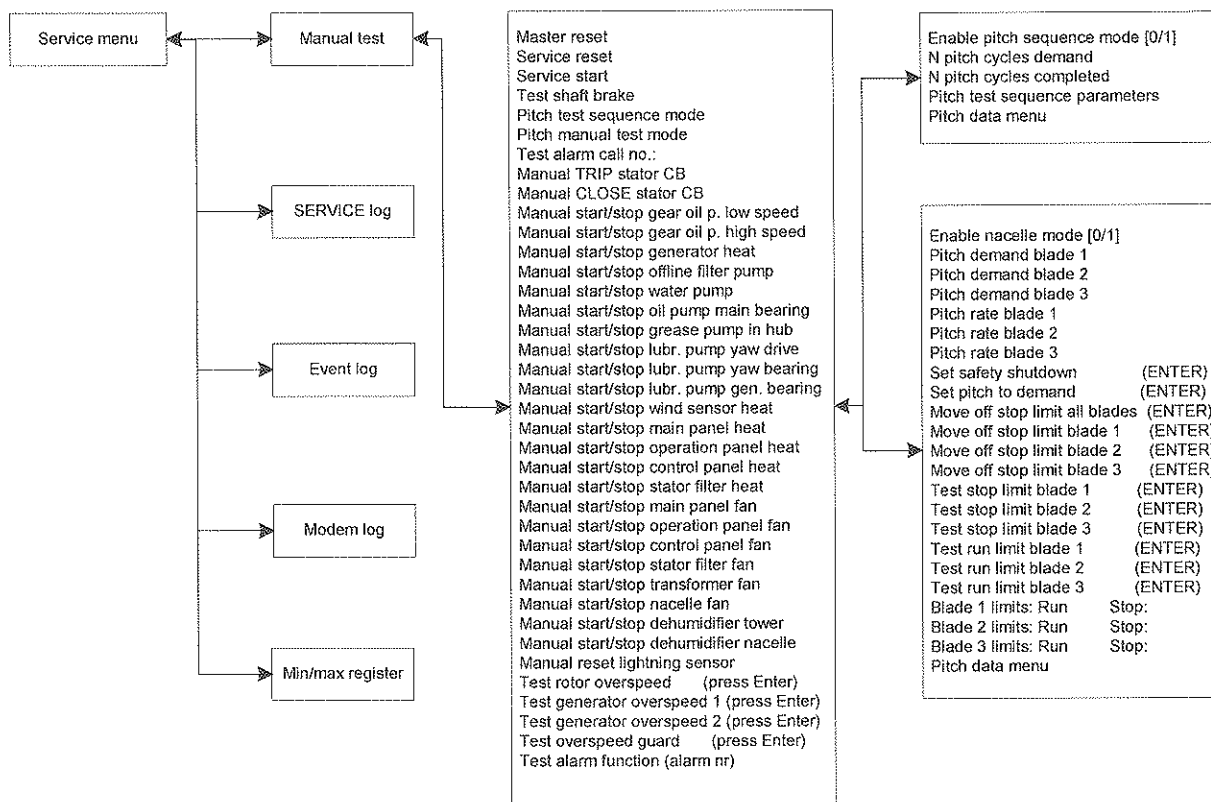 Service menu
Manual test
SERVICE log
Event log
Modem log
Min/max register
Master reset
Service reset
Service start
Test shaft brake
Pitch test sequence mode
Pitch manual test mode
Test alarm call no.:
Manual TRIP stator CB
Manual CLOSE stator CB
Manual start/stop gear oil p. low speed
Manual start/stop gear oil p. high speed
Manual start/stop generator heat
Manual start/stop offline filter pump
Manual start/stop water pump
Manual start/stop oil pump main bearing
Manual start/stop grease pump in hub
Manual start/stop lubr. pump yaw drive
Manual start/stop lubr. pump yaw bearing
Manual start/stop lubr. pump gen. bearing
Manual start/stop wind sensor heat
Manual start/stop main panel heat
Manual start/stop operation panel heat
Manual start/stop control panel heat
Manual start/stop stator filter heat
Manual start/stop main panel fan
Manual start/stop operation panel fan
Manual start/stop control panel fan
Manual start/stop stator filter fan
Manual start/stop transformer fan
Manual start/stop nacelle fan
Manual start/stop dehumidifier tower
Manual start/stop dehumidifier nacelle
Manual reset lightning sensor
Test rotor overspeed (press Enter)
Test generator overspeed 1 (press Enter)
Test generator overspeed 2 (press Enter)
Test overspeed guard (press Enter)
Test alarm function (alarm nr)
Enable pitch sequence mode [0/1]
N pitch cycles demand
N pitch cycles completed
Pitch test sequence parameters
Pitch data menu
Enable nacelle mode [0/1]
Pitch demand blade 1
Pitch demand blade 2
Pitch demand blade 3
Pitch rate blade 1
Pitch rate blade 2
Pitch rate blade 3
Set safety shutdown (ENTER)
Set pitch to demand (ENTER)
Move off stop limit all blades (ENTER)
Move off stop limit blade 1 (ENTER)
Move off stop limit blade 2 (ENTER)
Move off stop limit blade 3 (ENTER)
Test stop limit blade 1 (ENTER)
Test stop limit blade 2 (ENTER)
Test stop limit blade 3 (ENTER)
Test run limit blade 1 (ENTER)
Test run limit blade 2 (ENTER)
Test run limit blade 3 (ENTER)
Blade 1 limits: Run Stop:
Blade 2 limits: Run Stop:
Blade 3 limits: Run Stop:
Pitch data menu